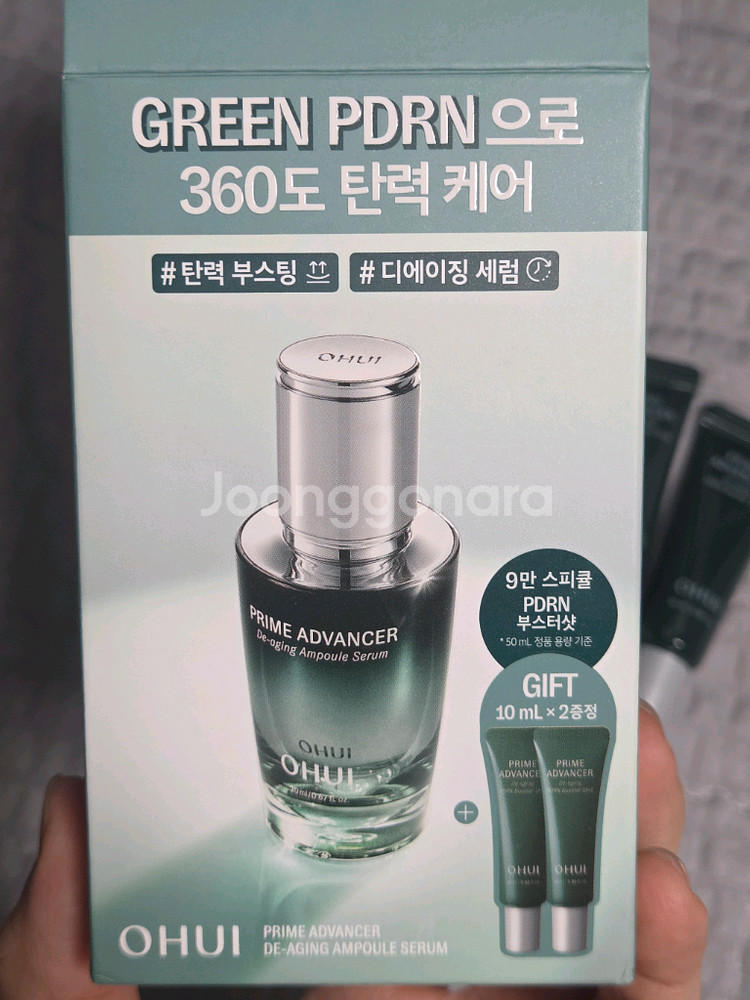 GREEN PDRN으로
360도 탄력 케어
#탄력 부스팅
#디에이징 세럼
OHUI
Joonggonara
PRIME ADVANCER
De-aging Ampoule Serum
OHUI
OHUI
9만 스피큘
PDRN
부스터샷
*50 mL 정품 용량 기준
GIFT
10 mL × 2증정
+
PRIME
ADVANCE
PRIME
ADVANCER
OHUI
OHUI
OHUI
PRIME ADVANCER
DE-AGING AMPOULE SERUM
OHUI